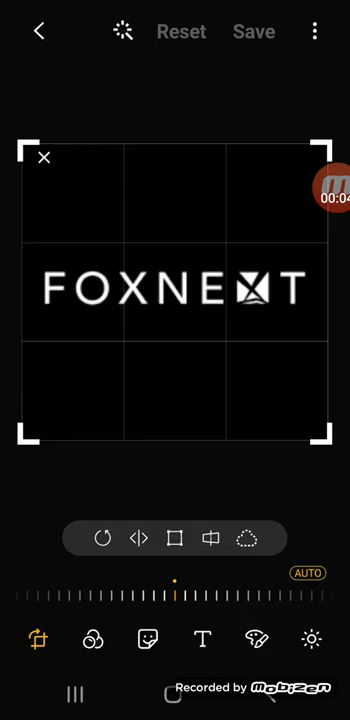 Reset Save
00:04
FOXNEXT
AUTO
T
Recorded by mobizen